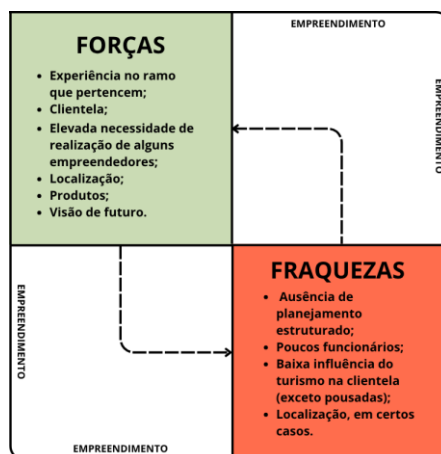 EMPREENDIMENTO
FORÇAS
• Experiência no ramo
que pertencem;
• Clientela;
• Elevada necessidade de
realização de alguns
empreendedores;
• Localização;
• Produtos;
• Visão de futuro.
EMPREENDIMENTO
EMPREENDIMENTO
FRAQUEZAS
• Ausência de
planejamento
estruturado;
• Poucos funcionários;
• Baixa influência do
turismo na clientela
(exceto pousadas);
• Localização, em certos
casos.
EMPREENDIMENTO